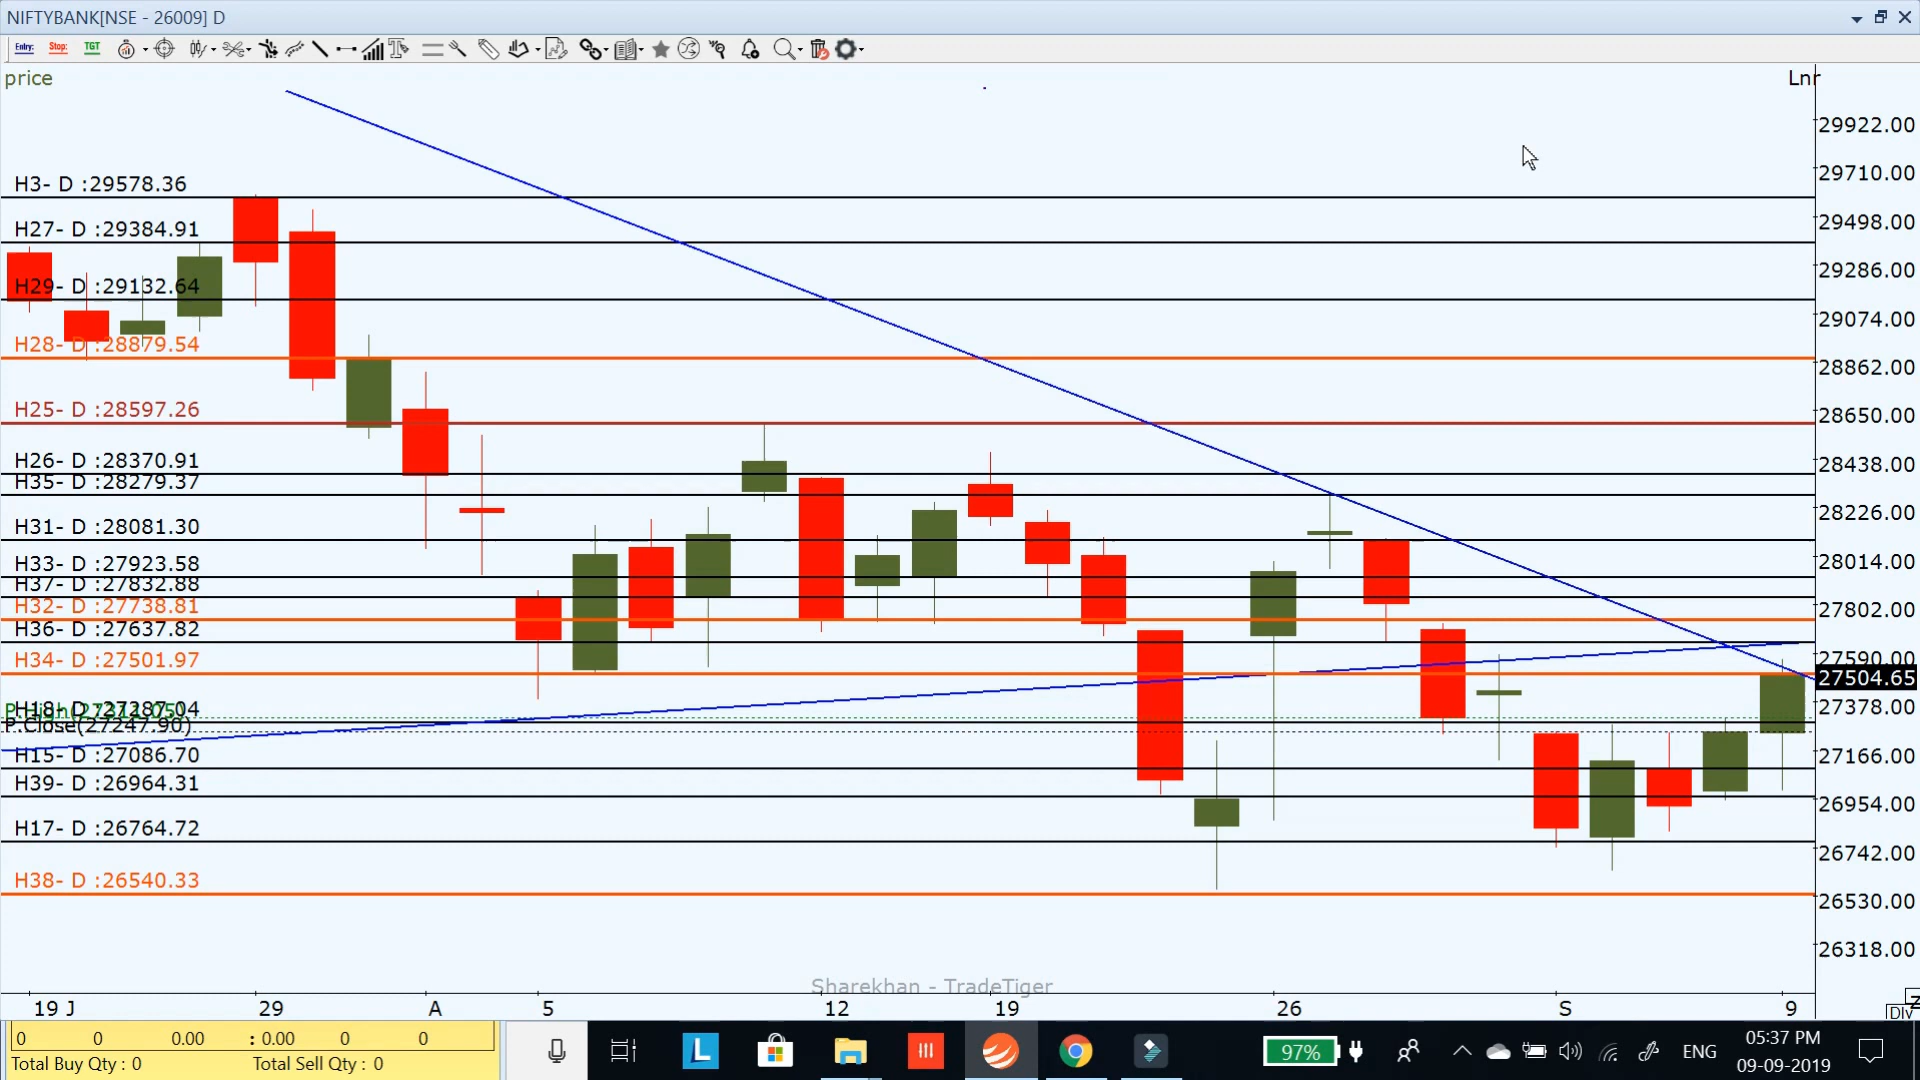 NIFTYBANK[NSE - 26009] D
Entry: Stop: TGT
price
Lnr
29922.00
29710.00
29498.00
29286.00
29074.00
28862.00
28650.00
28438.00
28226.00
28014.00
27802.00
27590.00
27504.65
27378.00
27166.00
26954.00
26742.00
26530.00
26318.00
H3- D :29578.36
H27- D :29384.91
H29- D :29132.64
H28- D :28879.54
H25- D :28597.26
H26- D :28370.91
H35- D :28279.37
H31- D :28081.30
H33- D :27923.58
H37- D :27832.88
H32- D :27738.81
H36- D :27637.82
H34- D :27501.97
H18- D :27287.04
P.Close(27247.90)
H15- D :27086.70
H39- D :26964.31
H17- D :26764.72
H38- D :26540.33
Sharekhan - TradeTiger
19 J 29 A 5 12 19 26 S 9
Div
0 0 0.00 : 0.00 0 0
Total Buy Qty : 0 Total Sell Qty : 0
L
97%
ENG
05:37 PM
09-09-2019